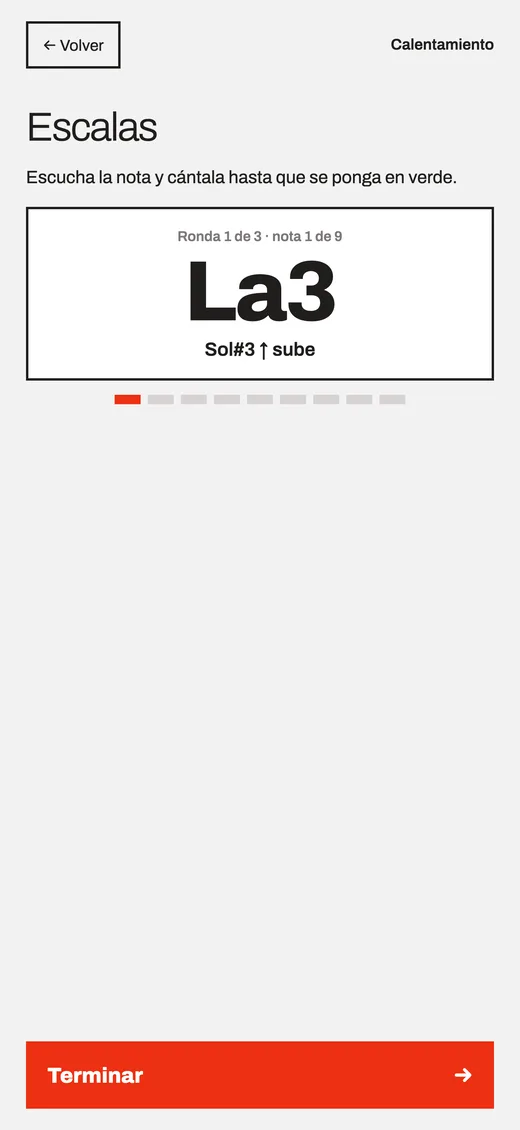 ← Volver
Calentamiento
Escalas
Escucha la nota y cántala hasta que se ponga en verde.
Ronda 1 de 3 · nota 1 de 9
La3
Sol#3 ↑ sube
Terminar →